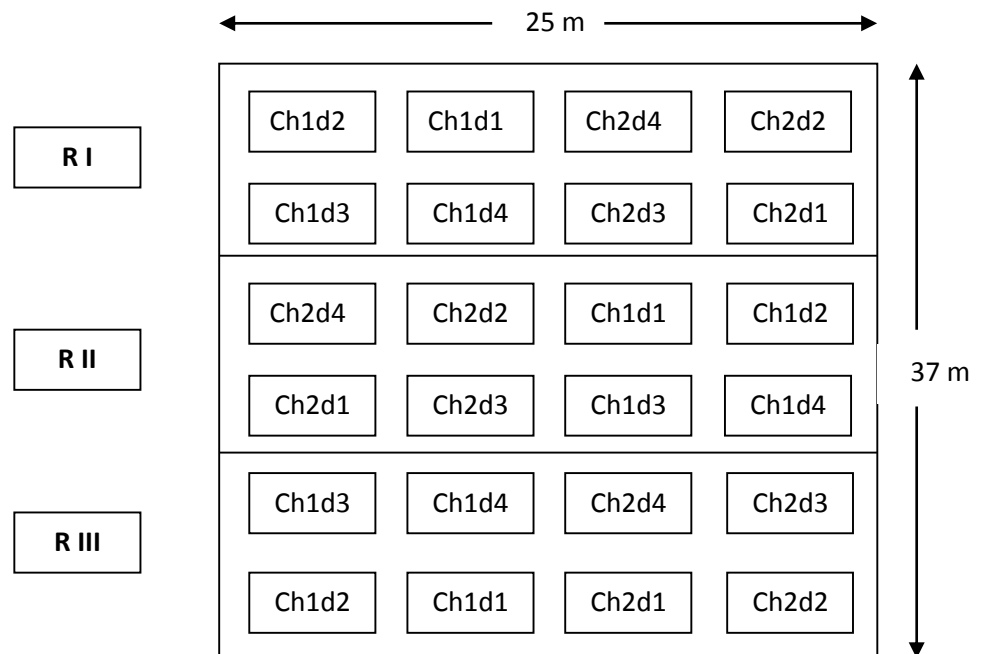 25 m
R I
Ch1d2 Ch1d1 Ch2d4 Ch2d2
Ch1d3 Ch1d4 Ch2d3 Ch2d1
R II
Ch2d4 Ch2d2 Ch1d1 Ch1d2
Ch2d1 Ch2d3 Ch1d3 Ch1d4
37 m
R III
Ch1d3 Ch1d4 Ch2d4 Ch2d3
Ch1d2 Ch1d1 Ch2d1 Ch2d2